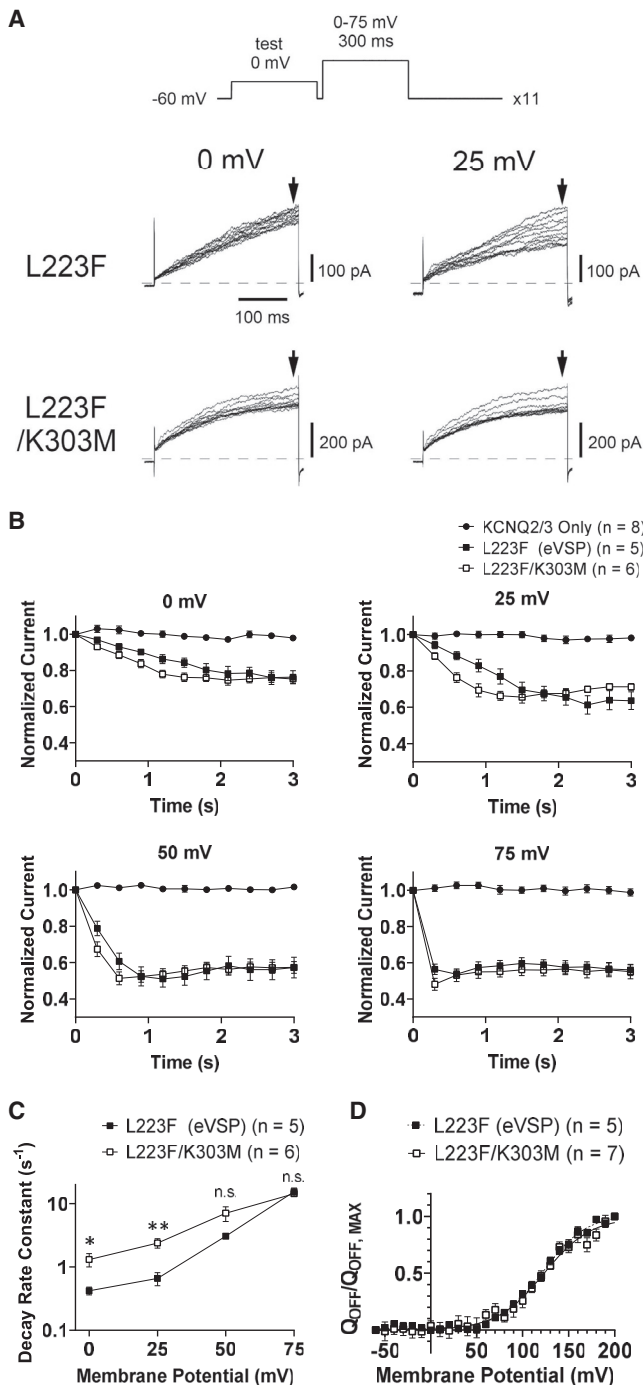 A
test
0 mV
0-75 mV
300 ms
-60 mV
x11
0 mV
25 mV
L223F
100 pA
100 pA
100 ms
L223F
/K303M
200 pA
200 pA
B
KCNQ2/3 Only (n = 8)
L223F (eVSP) (n = 5)
L223F/K303M (n = 6)
0 mV
25 mV
Normalized Current
1.0
0.8
0.6
0.4
0
1
2
3
Time (s)
Normalized Current
1.0
0.8
0.6
0.4
0
1
2
3
Time (s)
50 mV
75 mV
Normalized Current
1.0
0.8
0.6
0.4
0
1
2
3
Time (s)
Normalized Current
1.0
0.8
0.6
0.4
0
1
2
3
Time (s)
C
L223F (eVSP) (n = 5)
L223F/K303M (n = 6)
Decay Rate Constant (s⁻¹)
10
1
0.1
*
**
n.s.
n.s.
0
25
50
75
Membrane Potential (mV)
D
L223F (eVSP) (n = 5)
L223F/K303M (n = 7)
Q_OFF/Q_OFF, MAX
1.0
0.5
-50
0
50
100
150
200
Membrane Potential (mV)